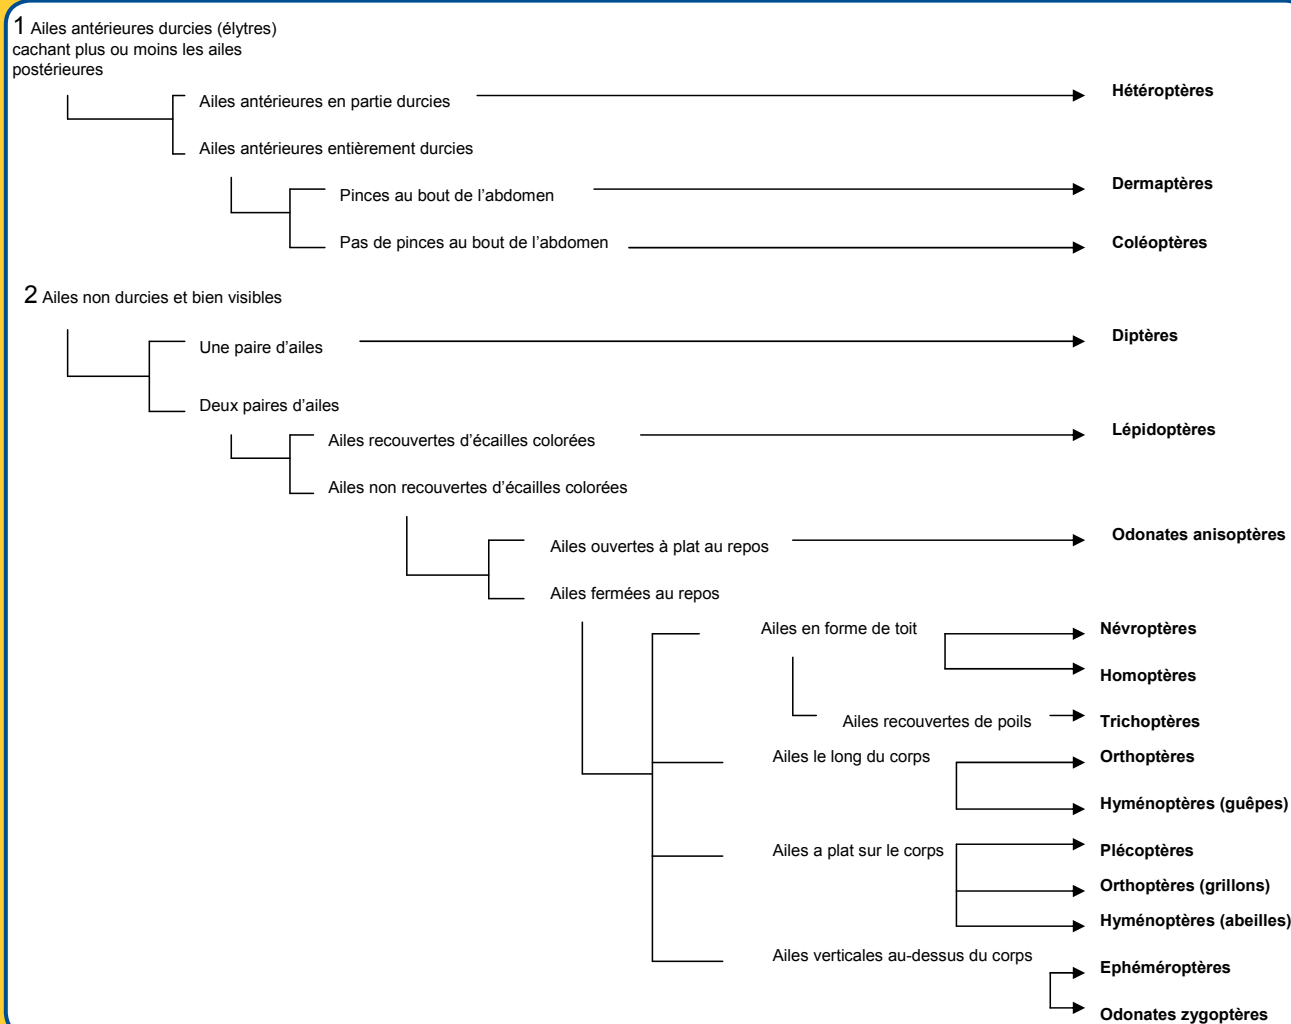 1 Ailes antérieures durcies (élytres)
cachant plus ou moins les ailes
postérieures
Ailes antérieures en partie durcies
Hétéroptères
Ailes antérieures entièrement durcies
Pinces au bout de l’abdomen
Dermaptères
Pas de pinces au bout de l’abdomen
Coléoptères
2 Ailes non durcies et bien visibles
Une paire d’ailes
Diptères
Deux paires d’ailes
Ailes recouvertes d’écailles colorées
Lépidoptères
Ailes non recouvertes d’écailles colorées
Ailes ouvertes à plat au repos
Odonates anisoptères
Ailes fermées au repos
Ailes en forme de toit
Névroptères
Homoptères
Ailes recouvertes de poils
Trichoptères
Ailes le long du corps
Orthoptères
Hyménoptères (guêpes)
Ailes a plat sur le corps
Plécoptères
Orthoptères (grillons)
Hyménoptères (abeilles)
Ailes verticales au-dessus du corps
Ephéméroptères
Odonates zygoptères